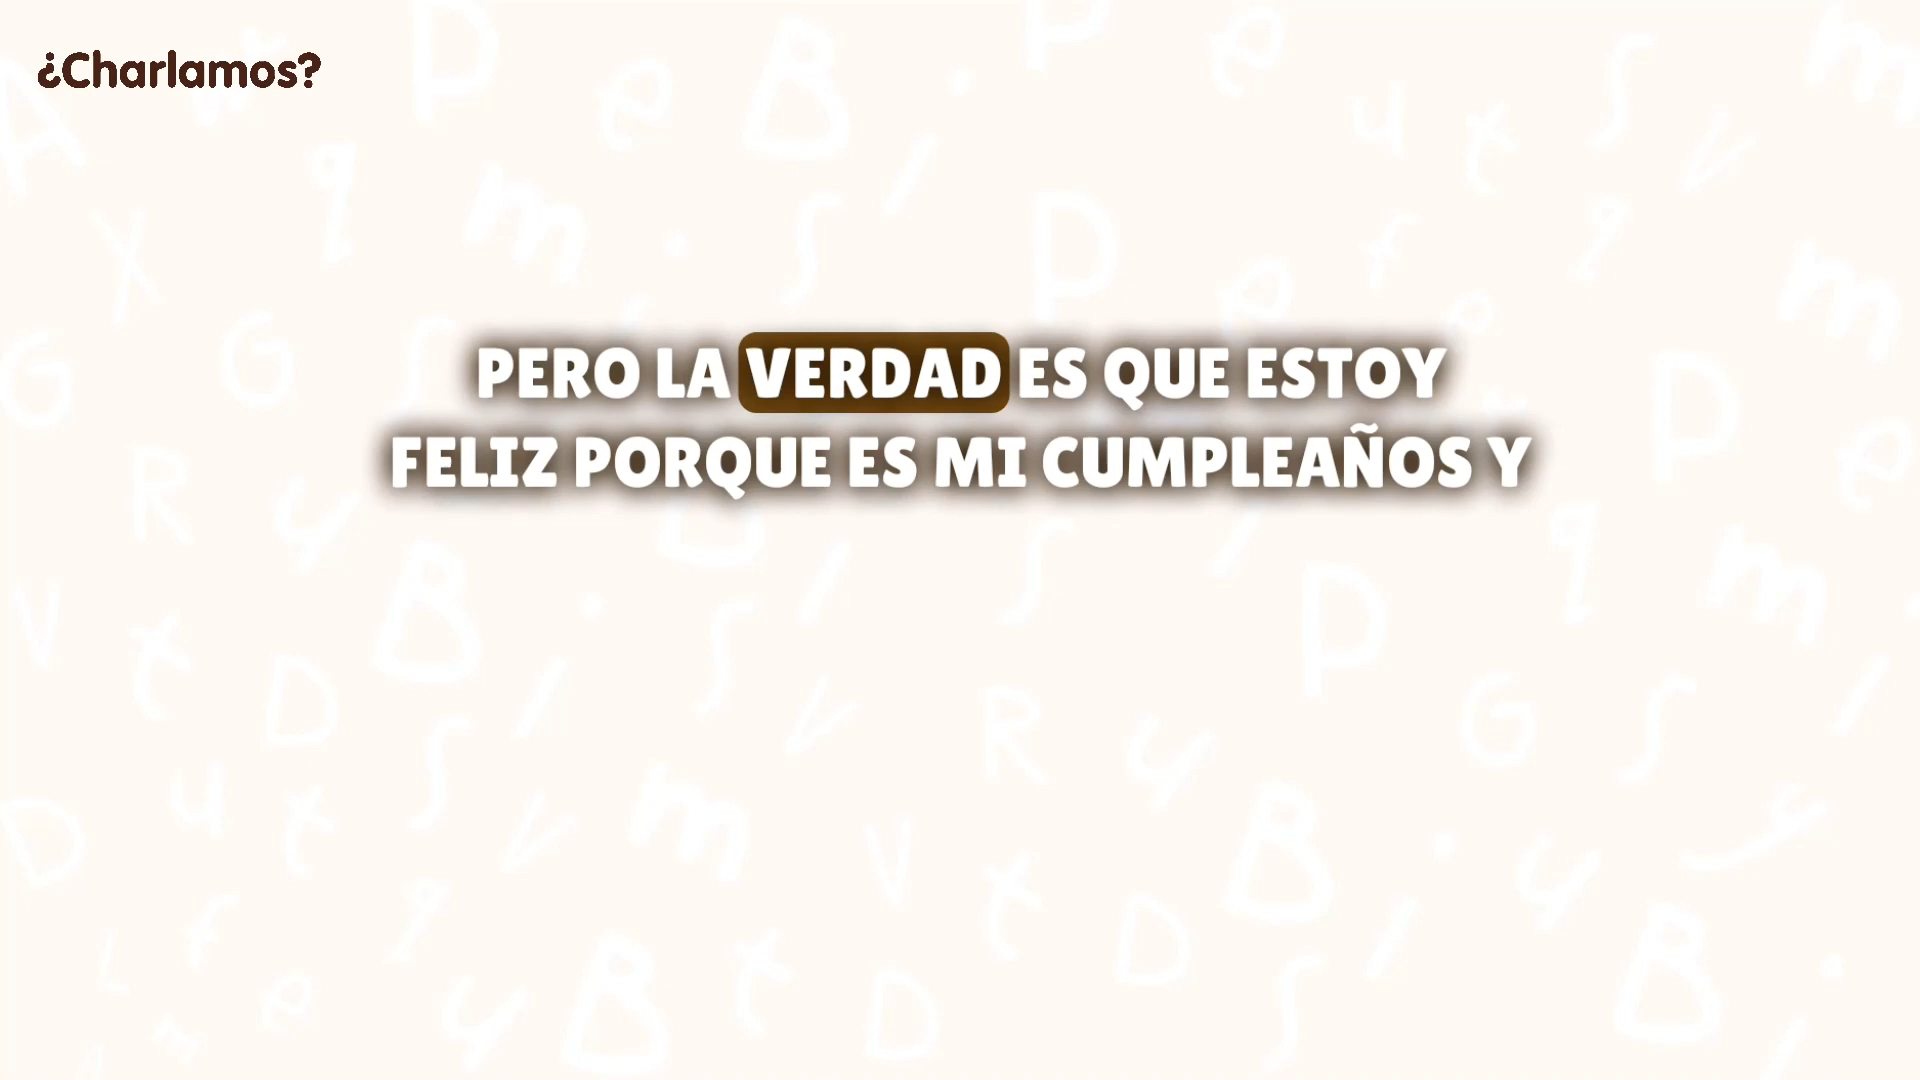 ¿Charlamos?
PERO LA VERDAD ES QUE ESTOY
FELIZ PORQUE ES MI CUMPLEAÑOS Y